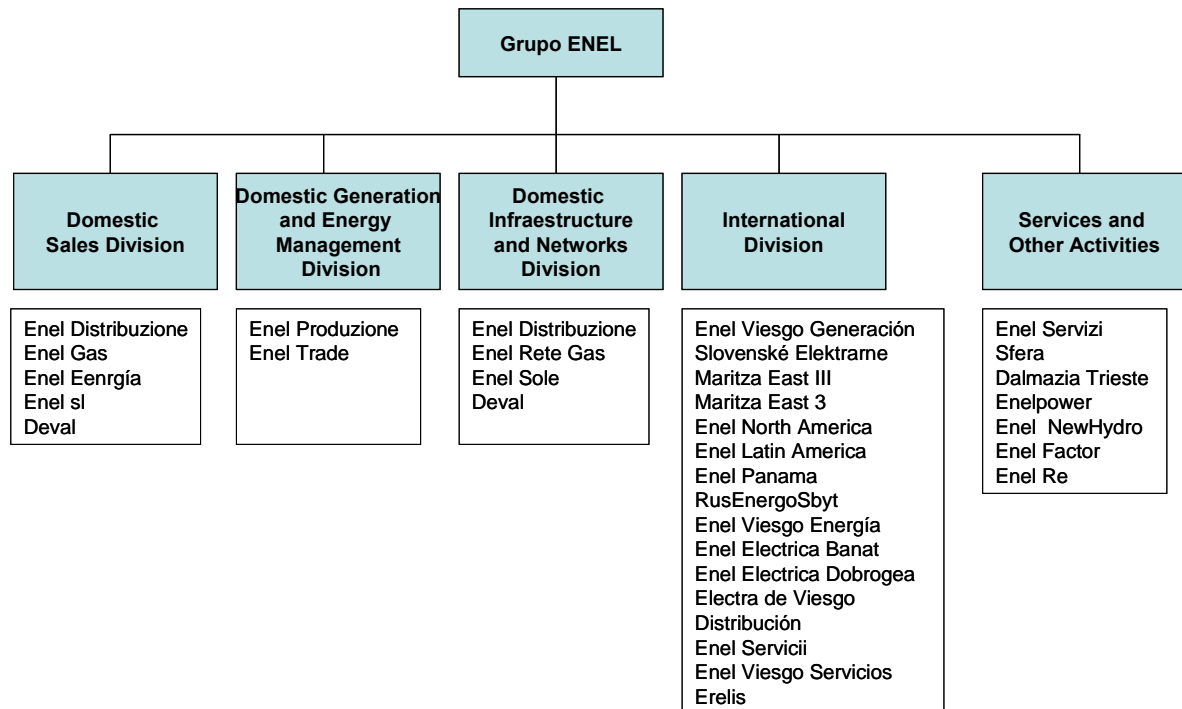 Grupo ENEL
Domestic
Sales Division
Domestic Generation
and Energy
Management
Division
Domestic
Infraestructure
and Networks
Division
International
Division
Services and
Other Activities
Enel Distribuzione
Enel Gas
Enel Eenrgía
Enel sl
Deval
Enel Produzione
Enel Trade
Enel Distribuzione
Enel Rete Gas
Enel Sole
Deval
Enel Viesgo Generación
Slovenské Elektrarne
Maritza East III
Maritza East 3
Enel North America
Enel Latin America
Enel Panama
RusEnergoSbyt
Enel Viesgo Energía
Enel Electrica Banat
Enel Electrica Dobrogea
Electra de Viesgo
Distribución
Enel Servicii
Enel Viesgo Servicios
Erelis
Enel Servizi
Sfera
Dalmazia Trieste
Enelpower
Enel NewHydro
Enel Factor
Enel Re